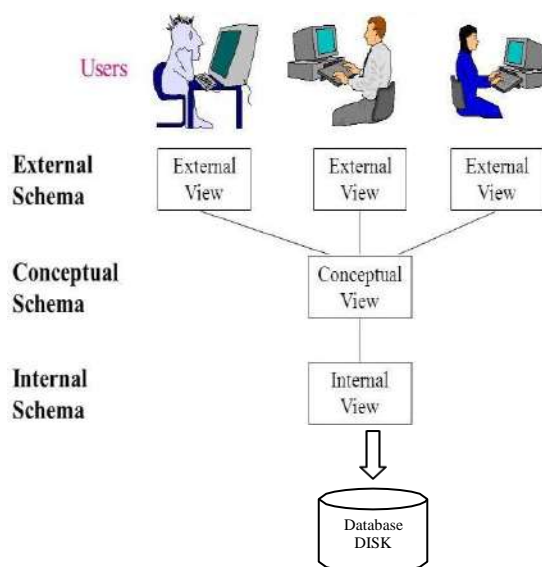 Users
External
Schema
External
View
External
View
External
View
Conceptual
Schema
Conceptual
View
Internal
Schema
Internal
View
Database
DISK